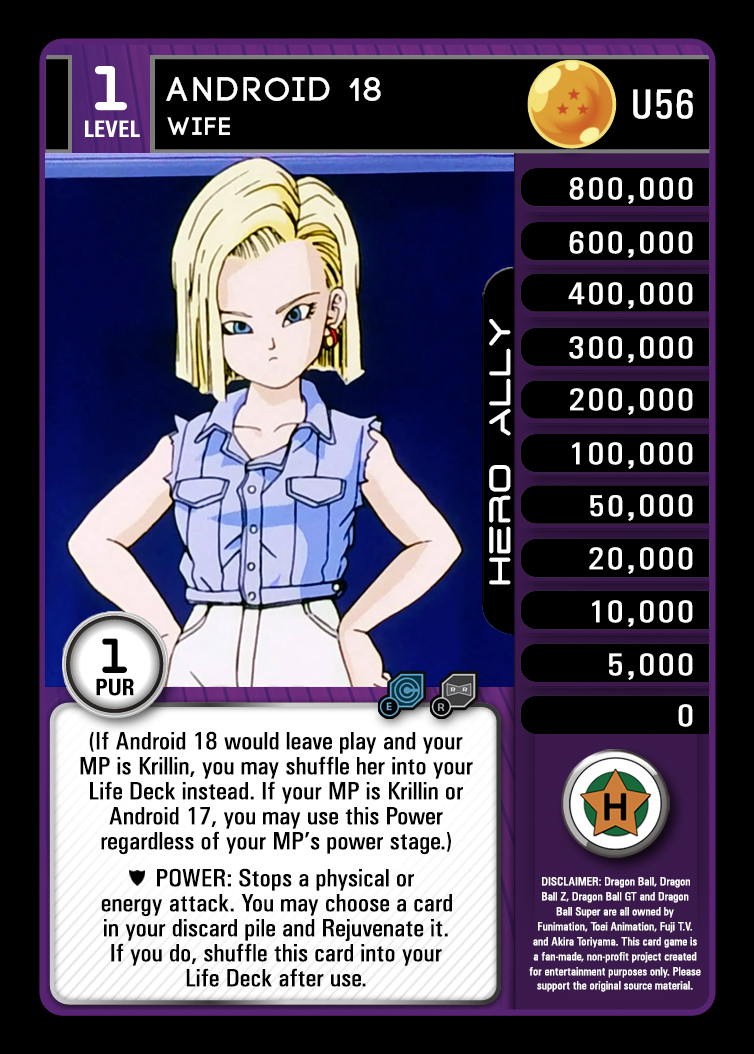 1
LEVEL
ANDROID 18
WIFE
U56
800,000
600,000
400,000
300,000
200,000
100,000
50,000
20,000
10,000
5,000
0
HERO ALLY
1
PUR
E
R
R R
(If Android 18 would leave play and your
MP is Krillin, you may shuffle her into your
Life Deck instead. If your MP is Krillin or
Android 17, you may use this Power
regardless of your MP's power stage.)
POWER: Stops a physical or
energy attack. You may choose a card
in your discard pile and Rejuvenate it.
If you do, shuffle this card into your
Life Deck after use.
H
DISCLAIMER: Dragon Ball, Dragon
Ball Z, Dragon Ball GT and Dragon
Ball Super are all owned by
Funimation, Toei Animation, Fuji T.V.
and Akira Toriyama. This card game is
a fan-made, non-profit project created
for entertainment purposes only. Please
support the original source material.